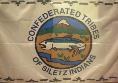 CONFEDERATED TRIBES
OF SILETZ INDIANS